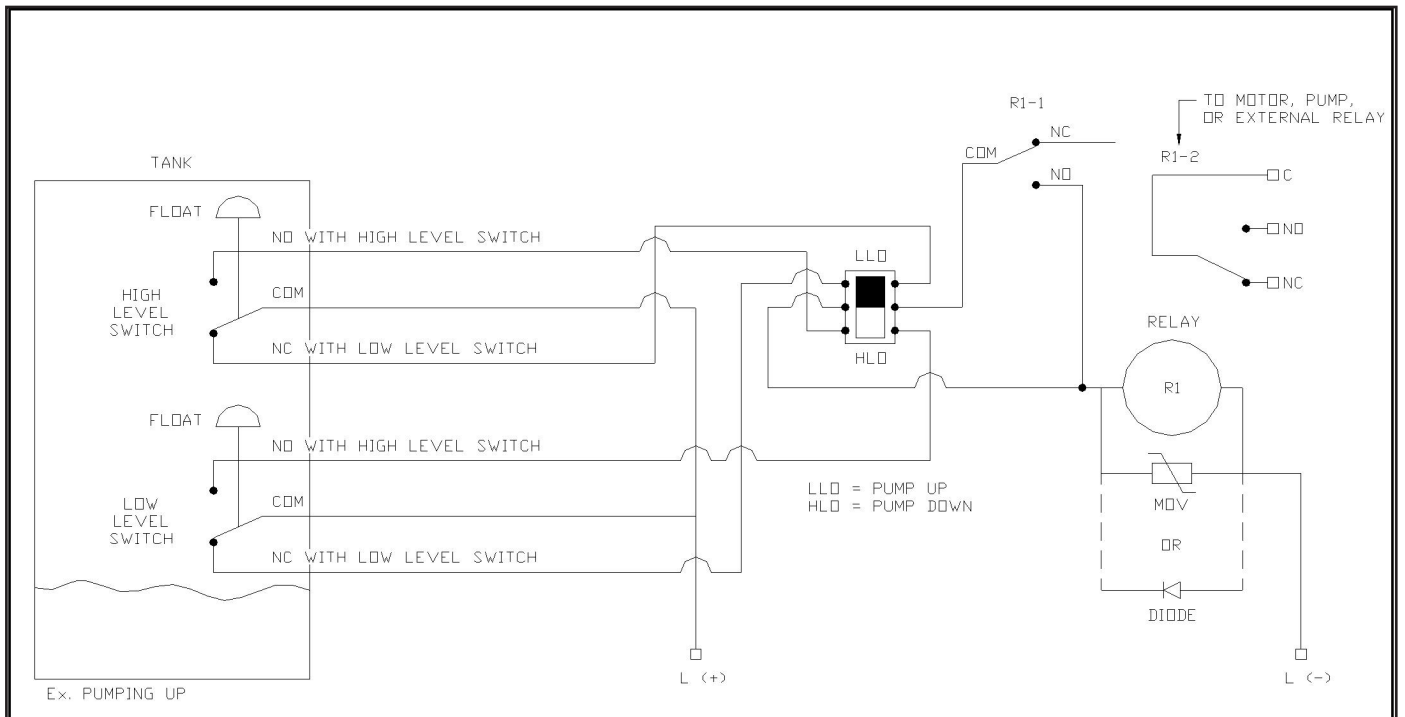 TANK
FLOAT
NO WITH HIGH LEVEL SWITCH
HIGH
LEVEL
SWITCH
COM
NC WITH LOW LEVEL SWITCH
FLOAT
NO WITH HIGH LEVEL SWITCH
LOW
LEVEL
SWITCH
COM
NC WITH LOW LEVEL SWITCH
Ex. PUMPING UP
L (+)
LLO
HLO
LLO = PUMP UP
HLO = PUMP DOWN
R1-1
COM
NC
NO
TO MOTOR, PUMP,
OR EXTERNAL RELAY
R1-2
C
NO
NC
RELAY
R1
MOV
OR
DIODE
L (-)